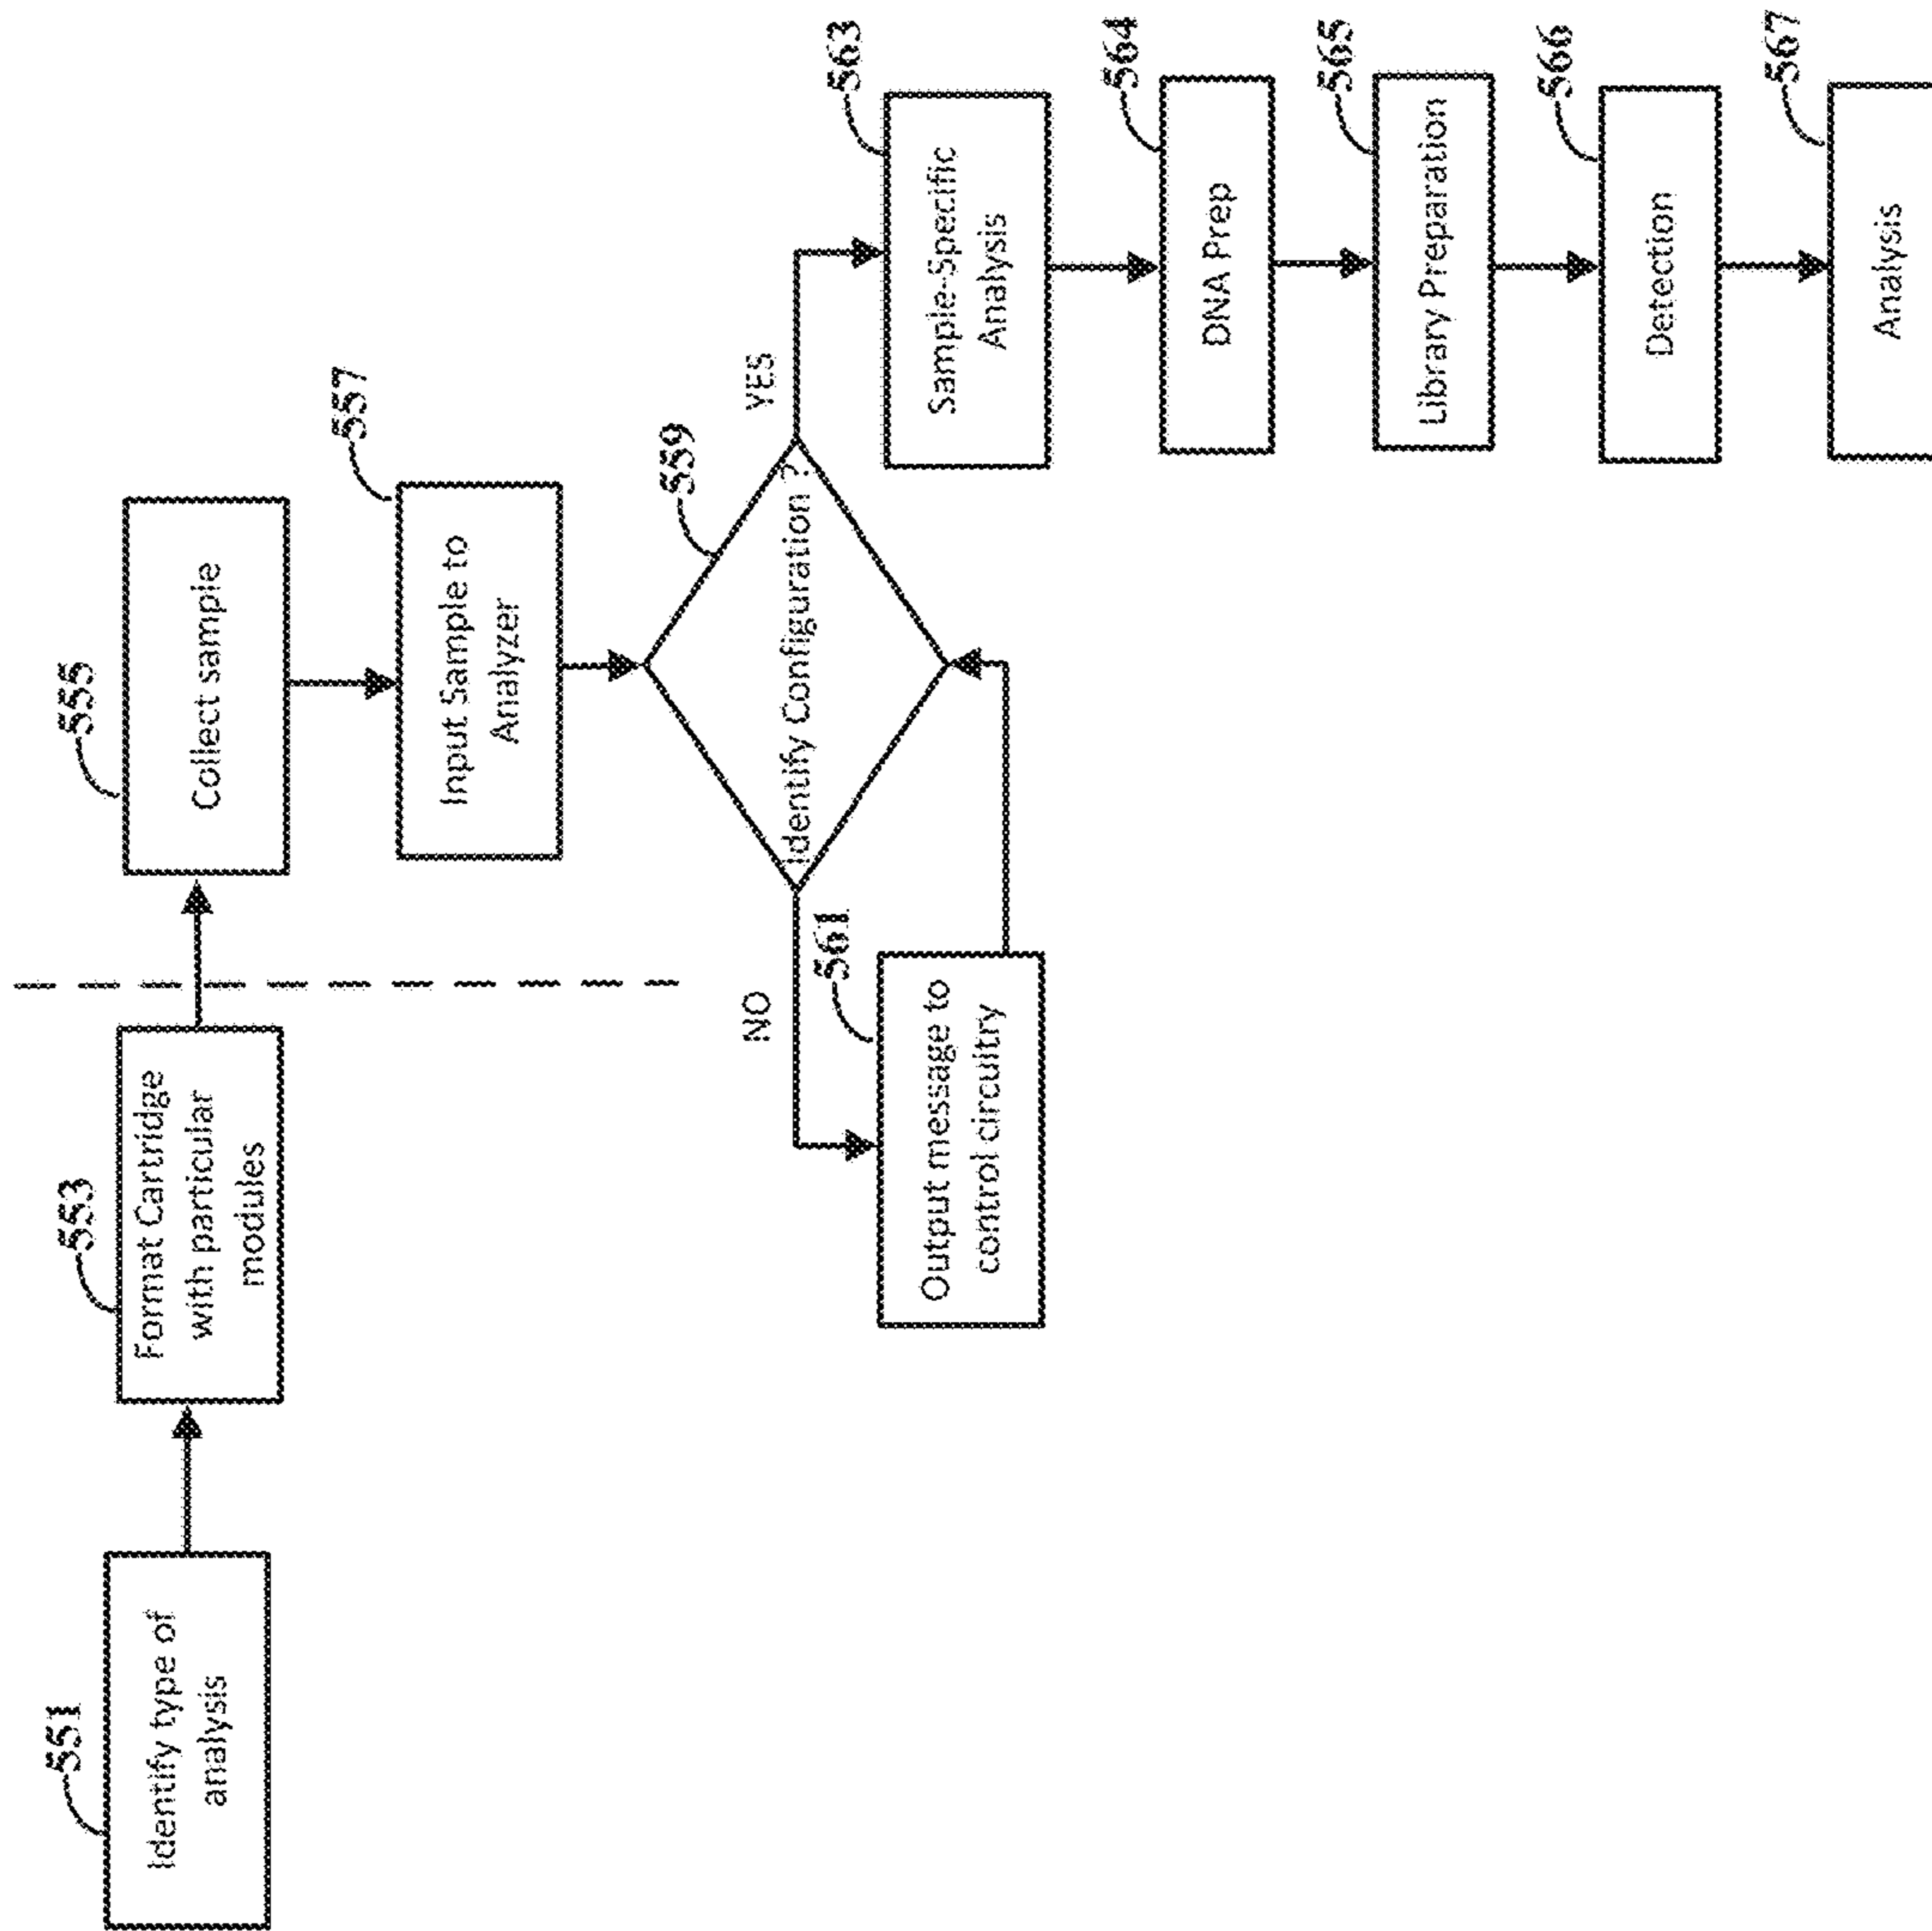 551
Identify type of
analysis
553
Format Cartridge
with particular
modules
555
Collect sample
557
Input Sample to
Analyzer
559
Identify Configuration ?
NO
YES
561
Output message to
control circuitry
563
Sample-Specific
Analysis
564
DNA Prep
565
Library Preparation
566
Detection
567
Analysis